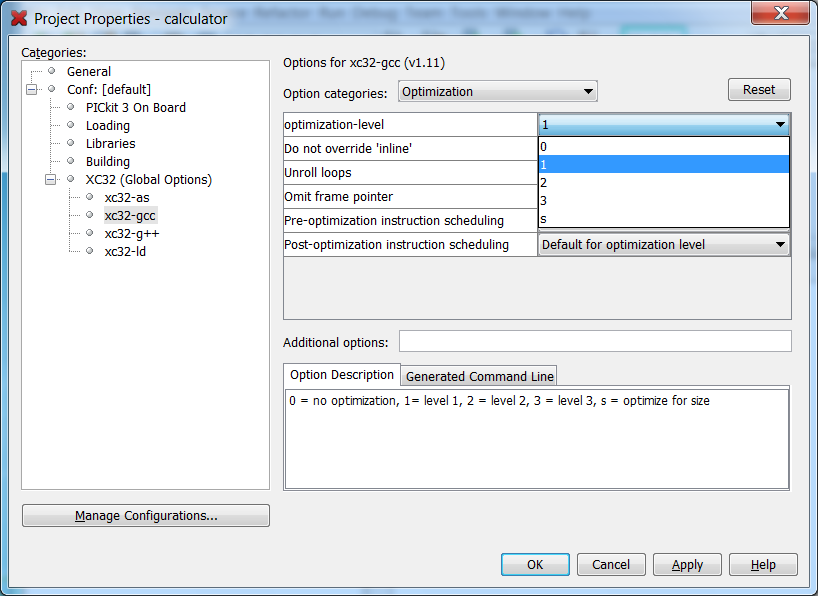 Project Properties - calculator
Categories:
General
Conf: [default]
PICkit 3 On Board
Loading
Libraries
Building
XC32 (Global Options)
xc32-as
xc32-gcc
xc32-g++
xc32-ld
Manage Configurations...
Options for xc32-gcc (v1.11)
Option categories: Optimization Reset
optimization-level 1
Do not override 'inline'
Unroll loops
Omit frame pointer
Pre-optimization instruction scheduling
Post-optimization instruction scheduling Default for optimization level
0
1
2
3
s
Additional options:
Option Description Generated Command Line
0 = no optimization, 1= level 1, 2 = level 2, 3 = level 3, s = optimize for size
OK Cancel Apply Help